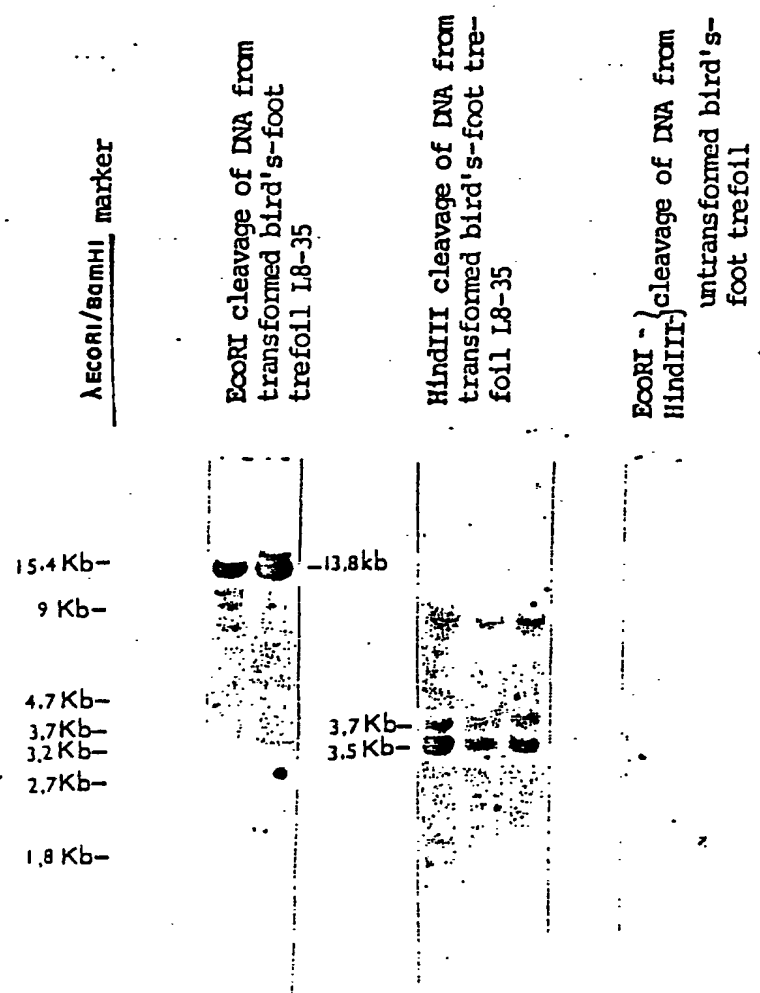 λEcoRI/BamHI marker
EcoRI cleavage of DNA from
transformed bird's-foot
trefoil L8-35
HindIII cleavage of DNA from
transformed bird's-foot tre-
foil L8-35
EcoRI -}cleavage of DNA from
HindIII-}
untransformed bird's-
foot trefoil
15.4 Kb-
-13,8kb
9 Kb-
4.7 Kb-
3,7 Kb-
3,2 Kb-
2,7 Kb-
1,8 Kb-
3,7 Kb-
3.5 Kb-